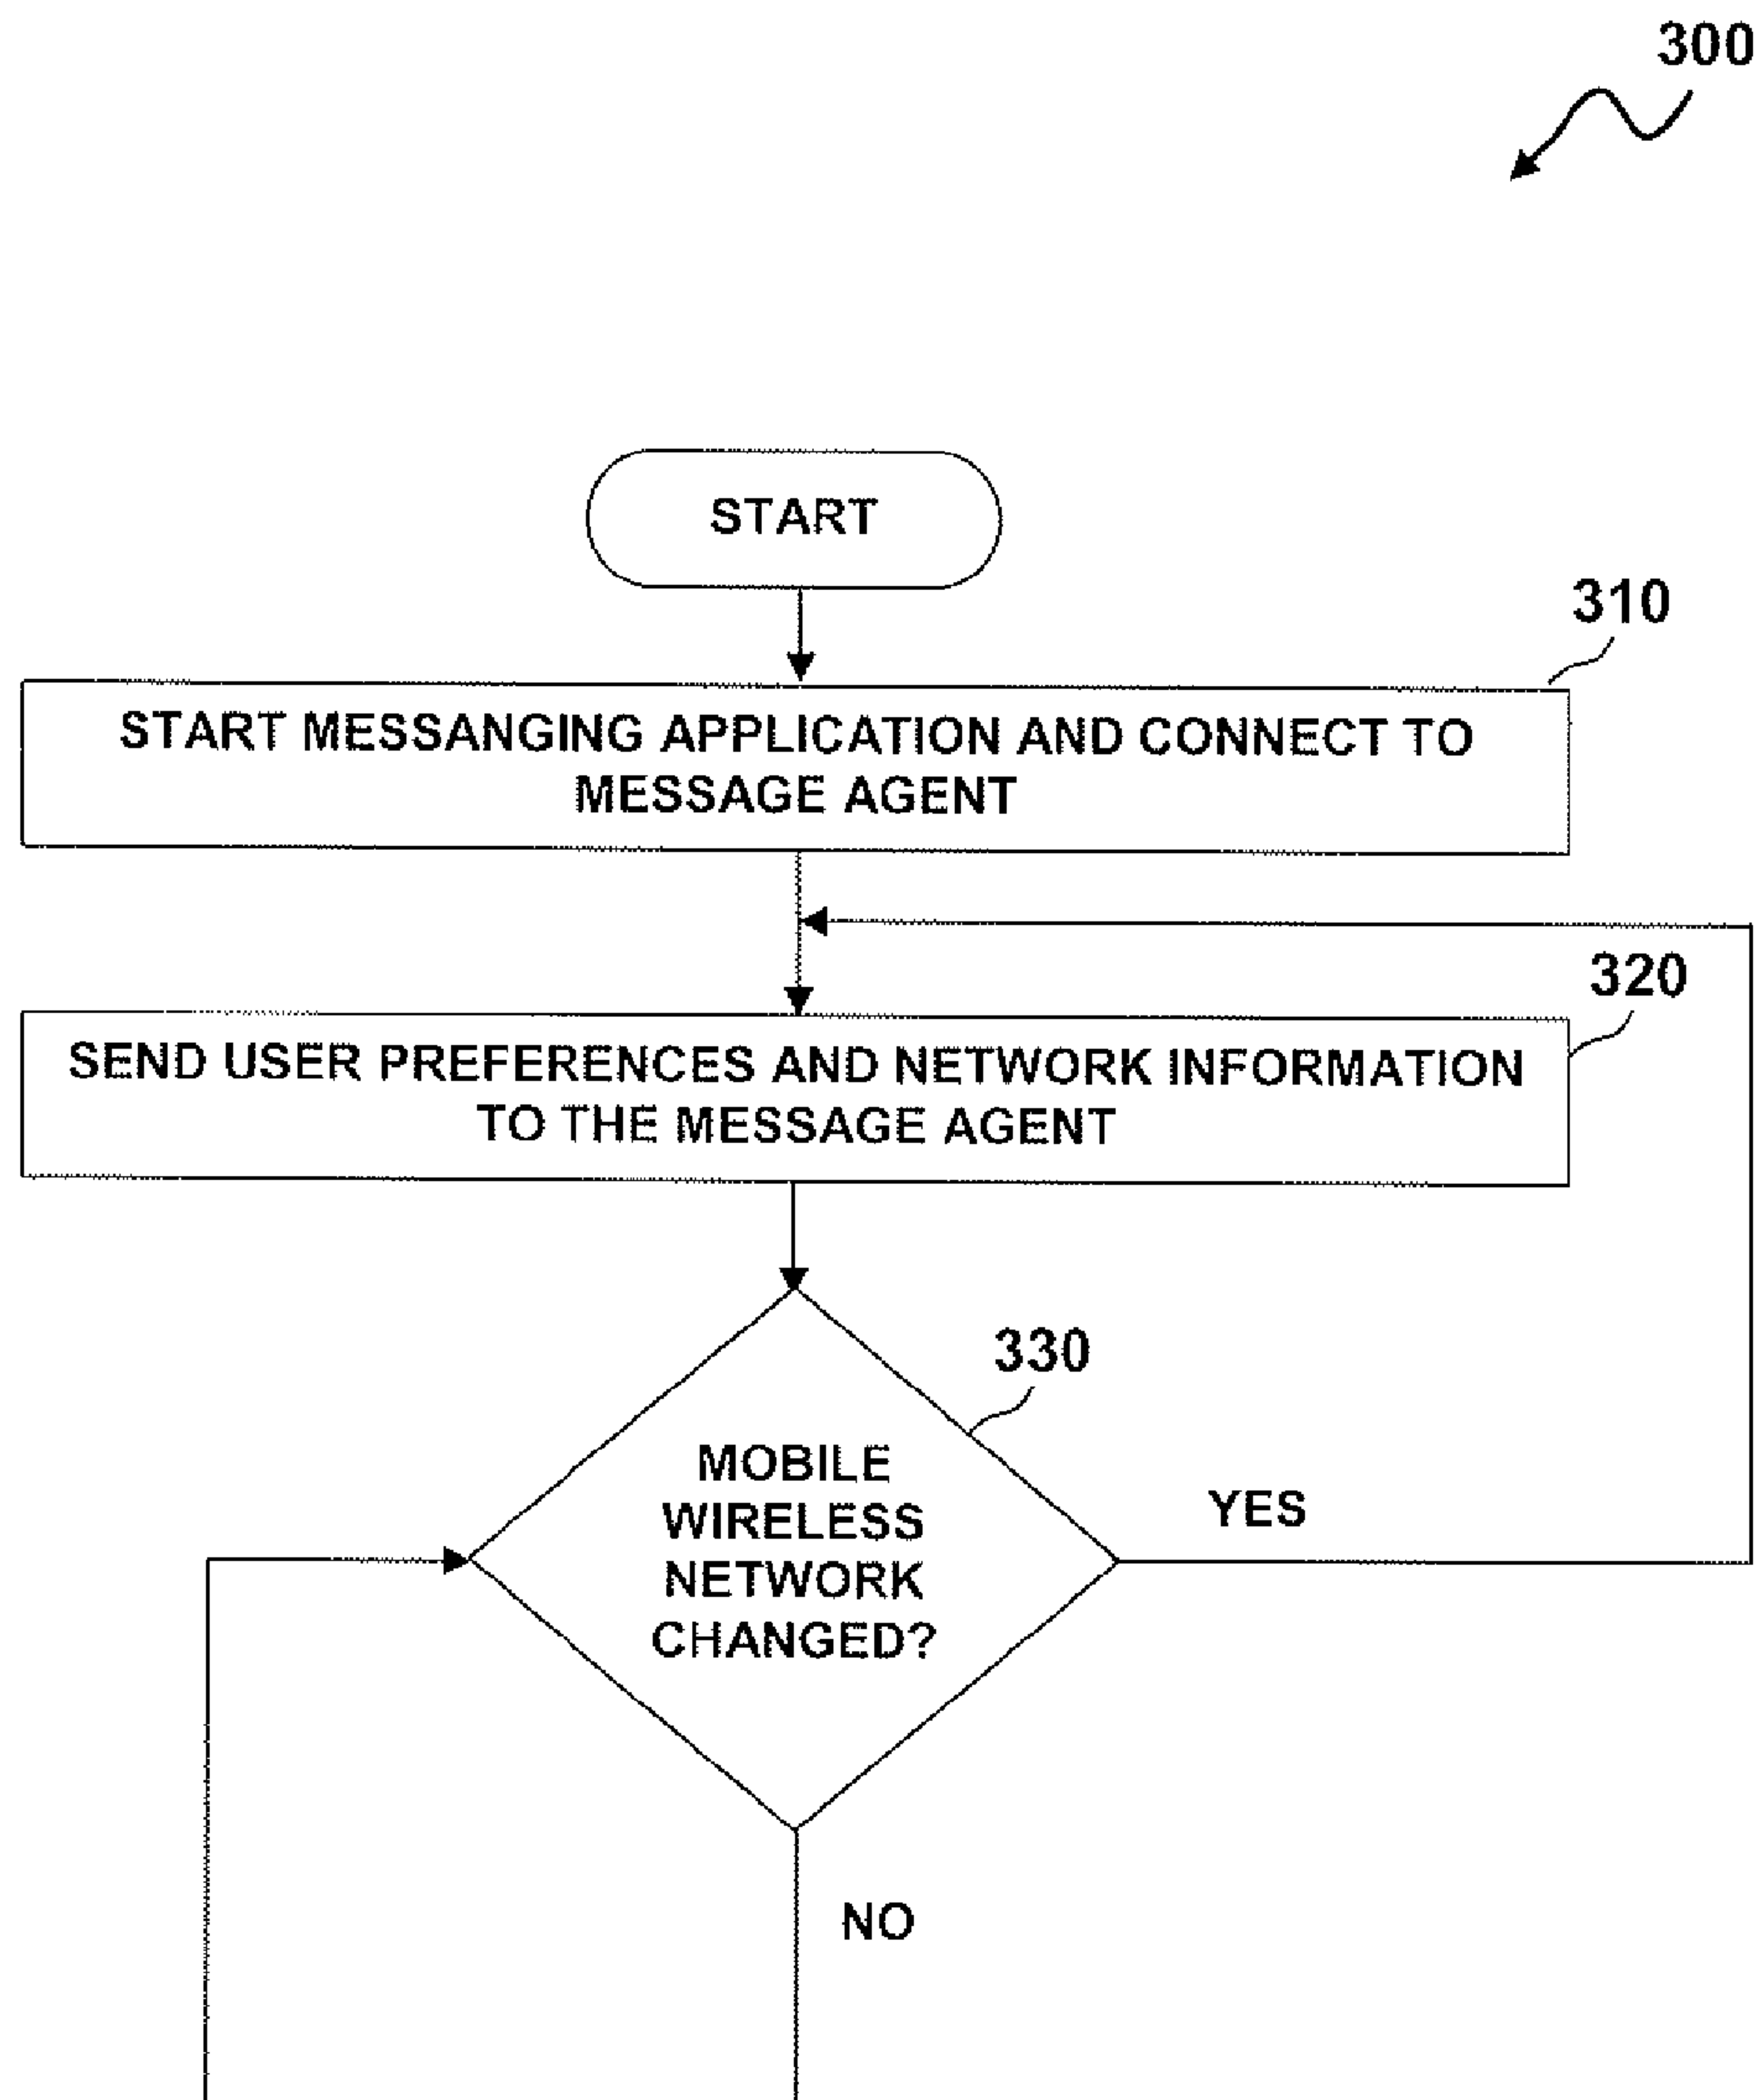 300
START
310
START MESSANGING APPLICATION AND CONNECT TO
MESSAGE AGENT
320
SEND USER PREFERENCES AND NETWORK INFORMATION
TO THE MESSAGE AGENT
330
MOBILE
WIRELESS
NETWORK
CHANGED?
YES
NO